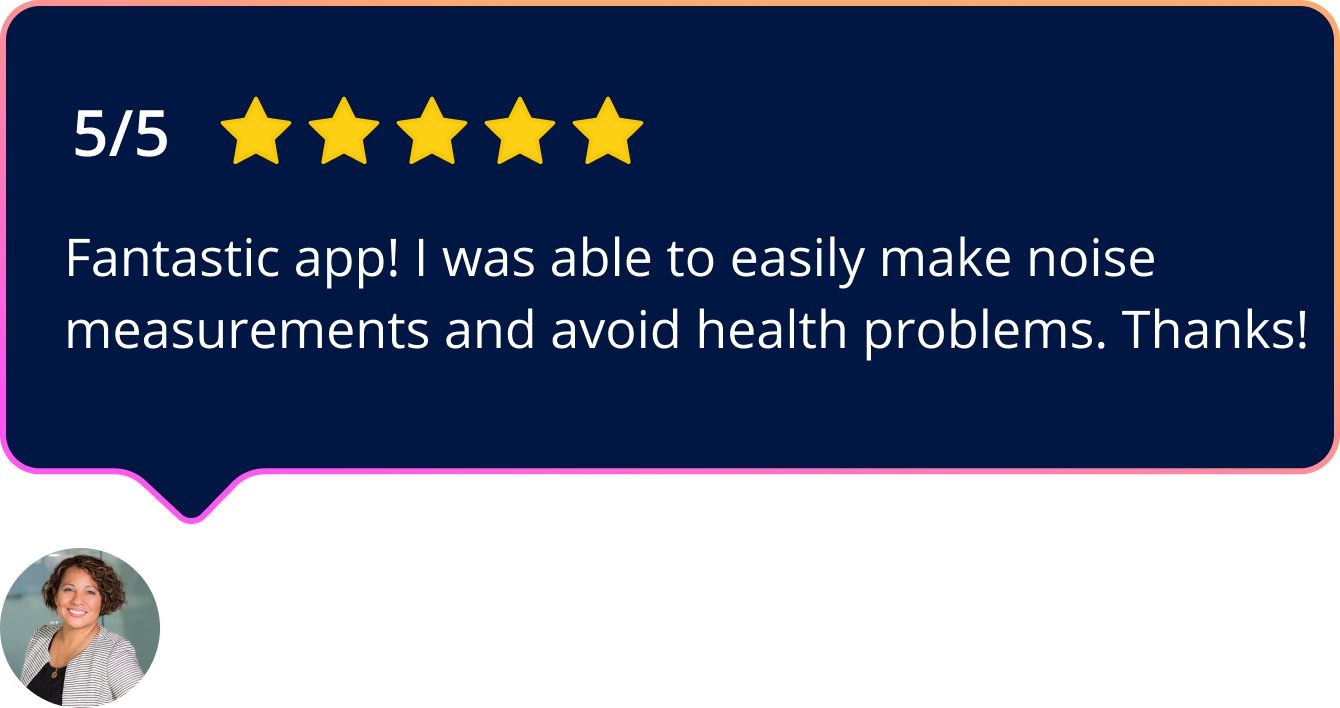 5/5
Fantastic app! I was able to easily make noise
measurements and avoid health problems. Thanks!